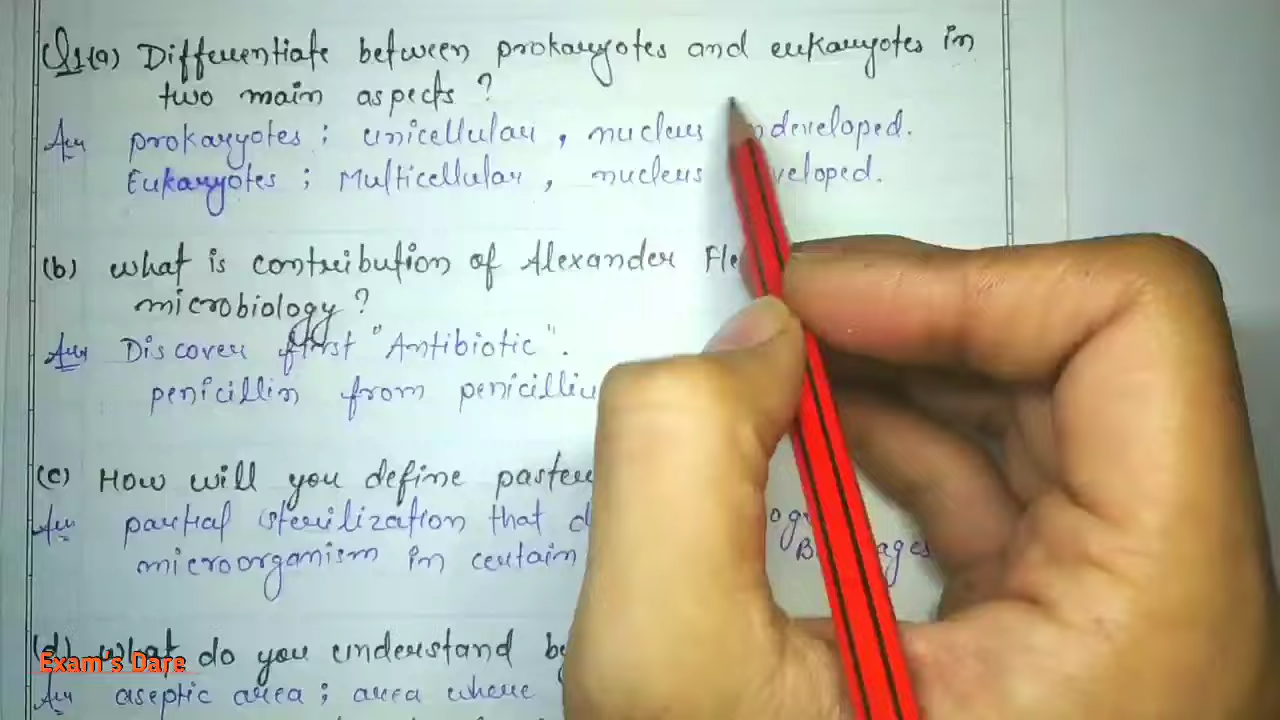 Q1(a) Differentiate between prokaryotes and eukaryotes in
two main aspects ?
Ans prokaryotes ; unicellular , nucleus developed.
Eukaryotes ; Multicellular , nucleus
(b) what is contribution of Alexander
microbiology ?
Ans Discover first "Antibiotic".
penicillin from
(c) How will you define
Ans partial sterilization that
microorganism in certain
(d) what do you understand
Exam's Dare
Ans aseptic area ; area where